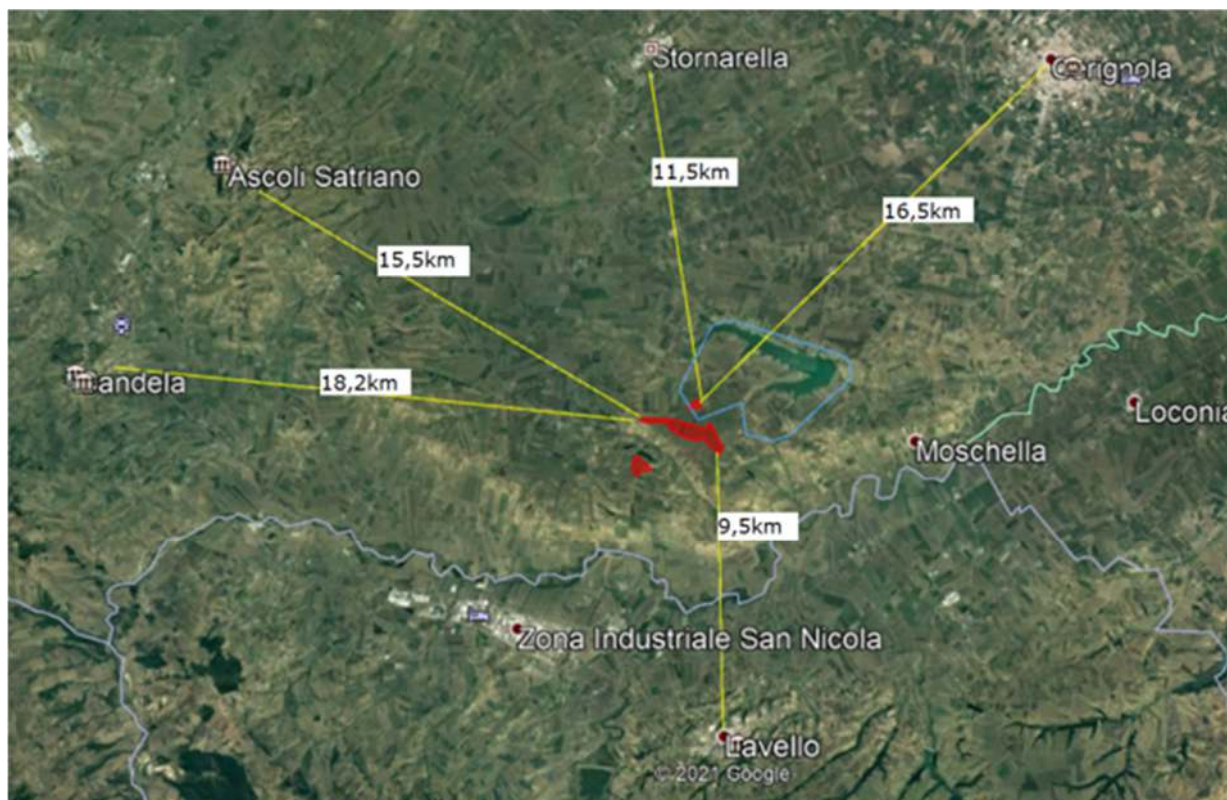 Stornarella
Cerignola
11,5km
Ascoli Satriano
16,5km
15,5km
Candela
18,2km
Loconia
Moschella
9,5km
Zona Industriale San Nicola
Lavello
© 2021 Google